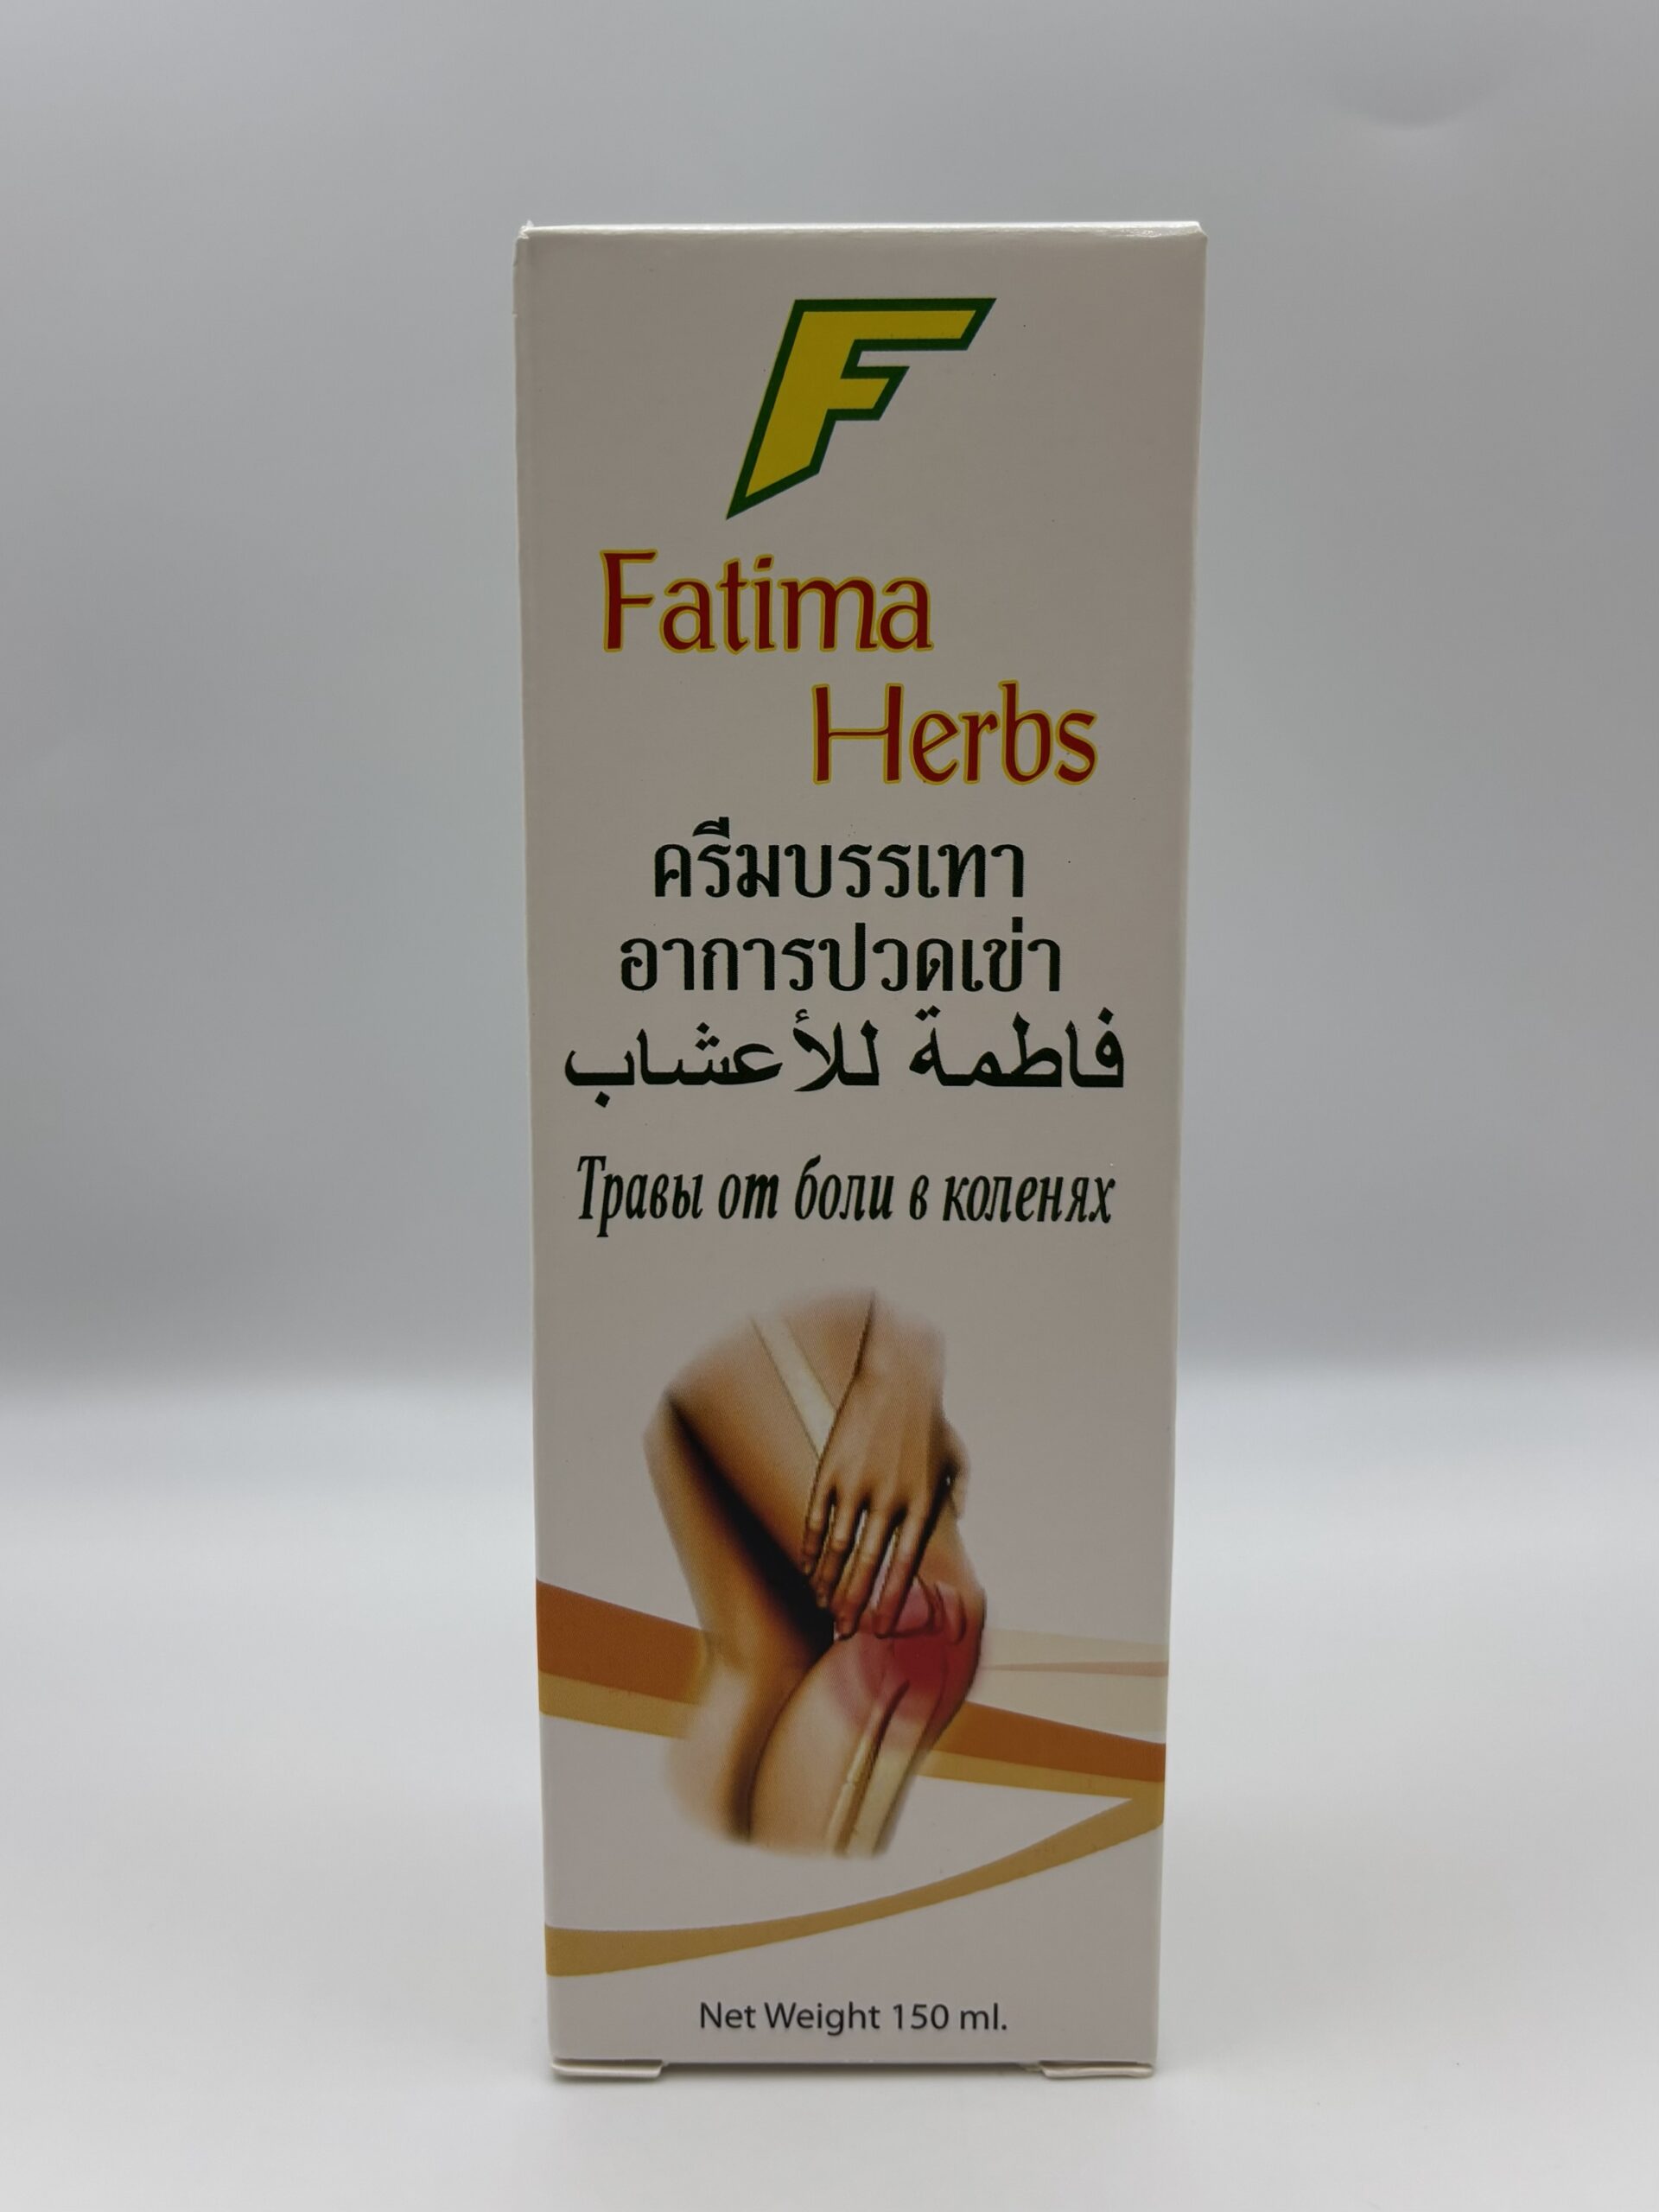 F
Fatima
Herbs
ครีมบรรเทา
อาการปวดเข่า
فاطمة للأعشاب
Травы от боли в коленях
Net Weight 150 ml.